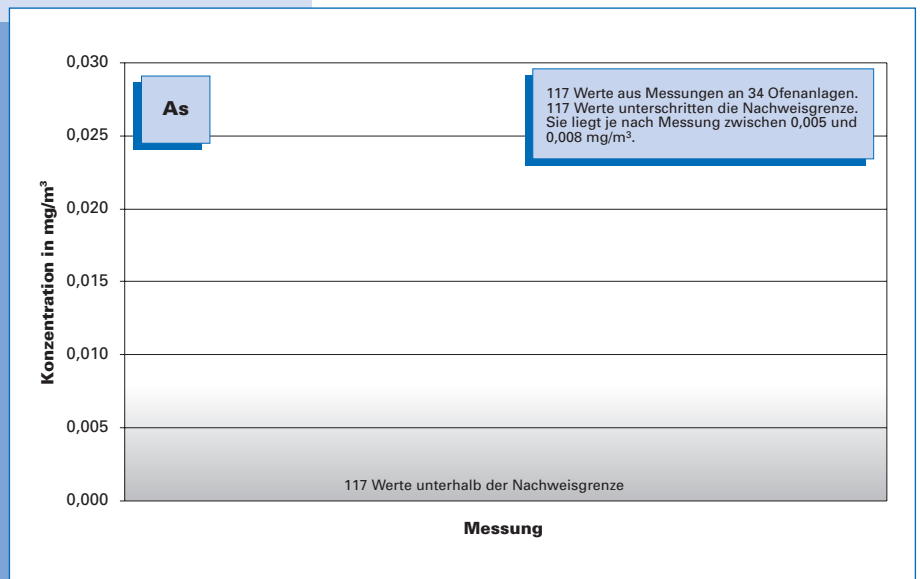 0,030
As
117 Werte aus Messungen an 34 Ofenanlagen.
117 Werte unterschritten die Nachweisgrenze.
Sie liegt je nach Messung zwischen 0,005 und
0,008 mg/m³.
0,025
0,020
0,015
0,010
0,005
0,000
Konzentration in mg/m³
117 Werte unterhalb der Nachweisgrenze
Messung